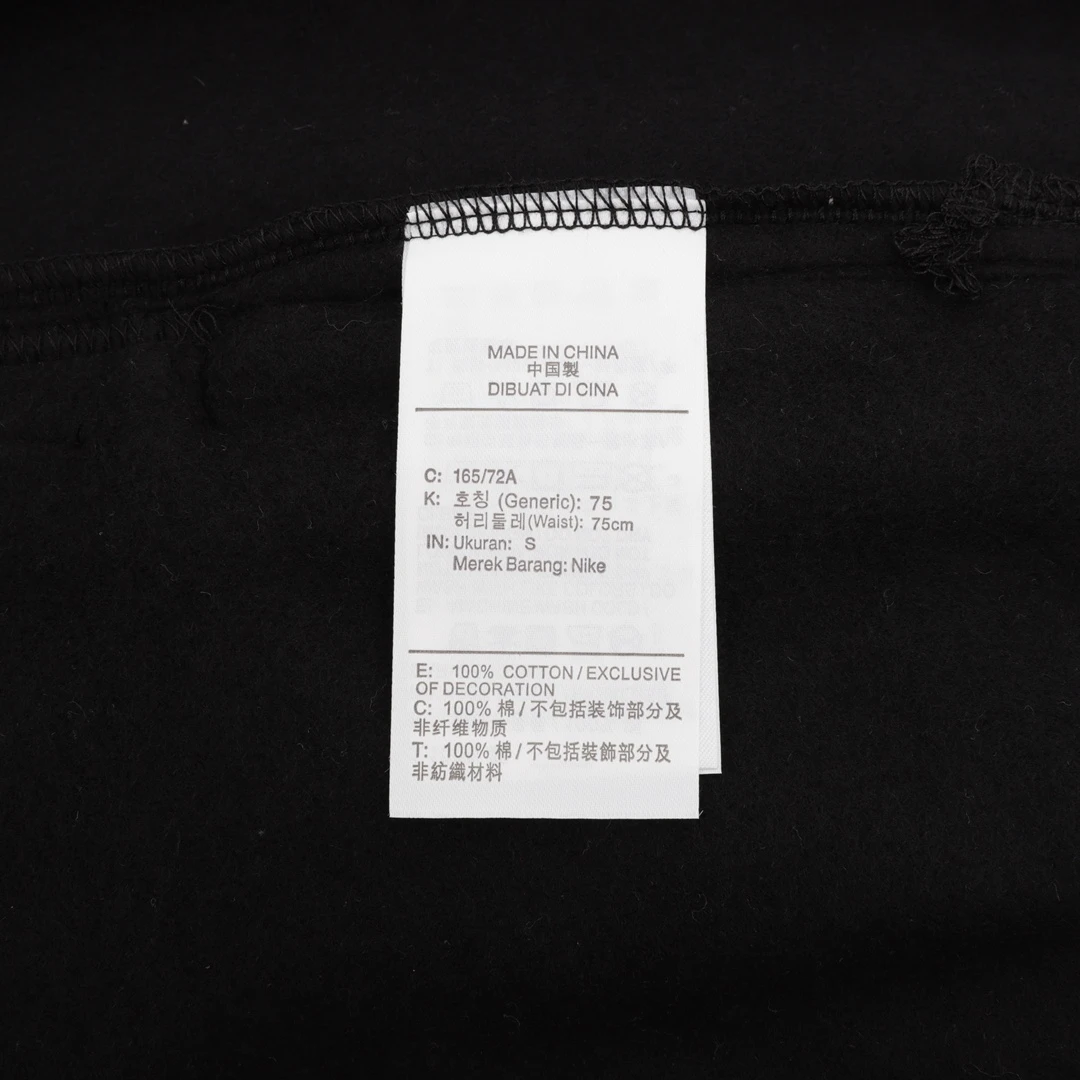 MADE IN CHINA
中国製
DIBUAT DI CINA
C: 165/72A
K: 호칭 (Generic): 75
허리둘레(Waist): 75cm
IN: Ukuran: S
Merek Barang: Nike
E: 100% COTTON / EXCLUSIVE
OF DECORATION
C: 100% 棉 / 不包括装饰部分及
非纤维物质
T: 100% 棉 / 不包括裝飾部分及
非紡織材料